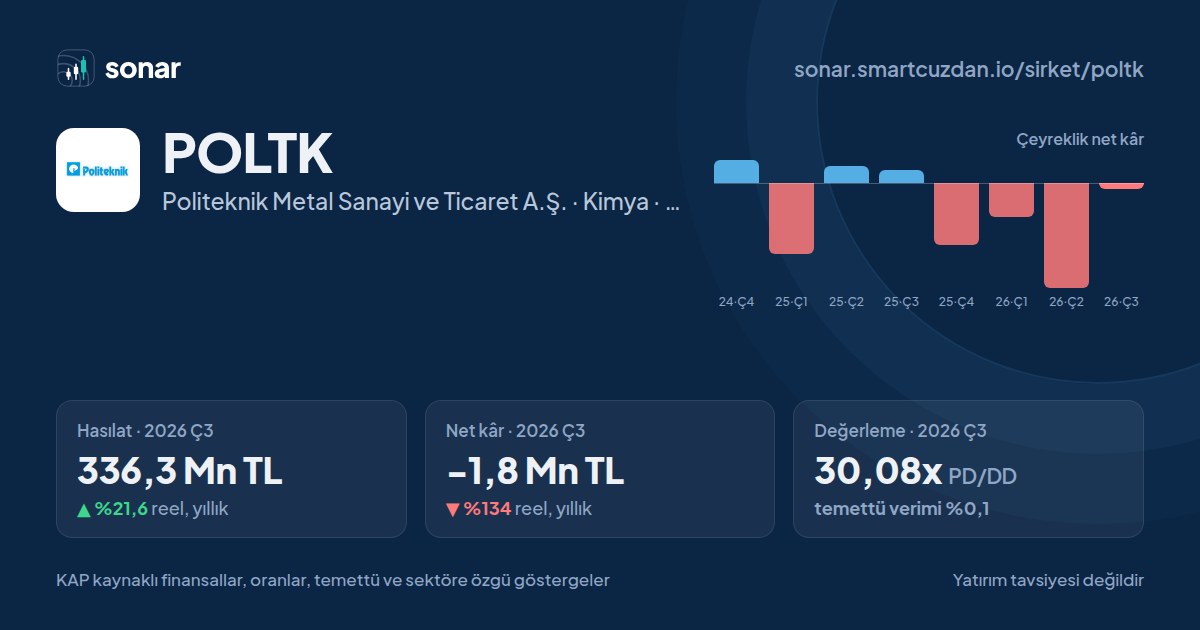 sonar
sonar.smartcuzdan.io/sirket/poltk
Politeknik
POLTK
Politeknik Metal Sanayi ve Ticaret A.Ş. · Kimya · ...
Çeyreklik net kâr
24·Ç4 25·Ç1 25·Ç2 25·Ç3 25·Ç4 26·Ç1 26·Ç2 26·Ç3
Hasılat · 2026 Ç3
336,3 Mn TL
▲ %21,6 reel, yıllık
Net kâr · 2026 Ç3
−1,8 Mn TL
▼ %134 reel, yıllık
Değerleme · 2026 Ç3
30,08x PD/DD
temettü verimi %0,1
KAP kaynaklı finansallar, oranlar, temettü ve sektöre özgü göstergeler
Yatırım tavsiyesi değildir